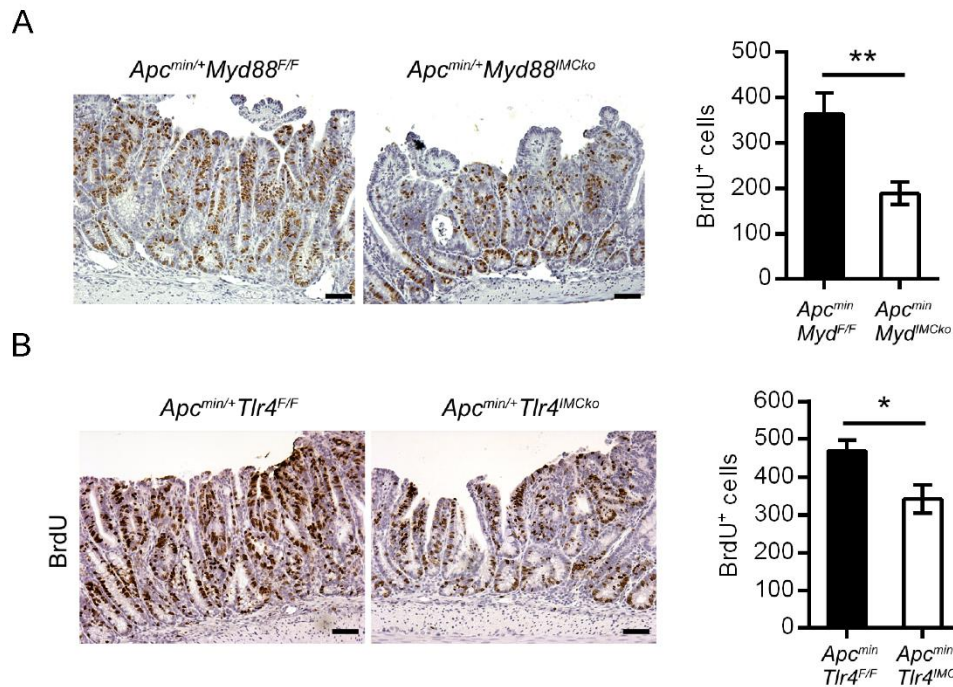 A
Apcmin/+Myd88F/F
Apcmin/+Myd88IMCko
500
400
300
200
100
0
BrdU+ cells
**
Apcmin
MydF/F
Apcmin
MydIMCko
B
Apcmin/+Tlr4F/F
Apcmin/+Tlr4IMCko
BrdU
600
500
400
300
200
100
0
BrdU+ cells
*
Apcmin
Tlr4F/F
Apcmin
Tlr4IMC